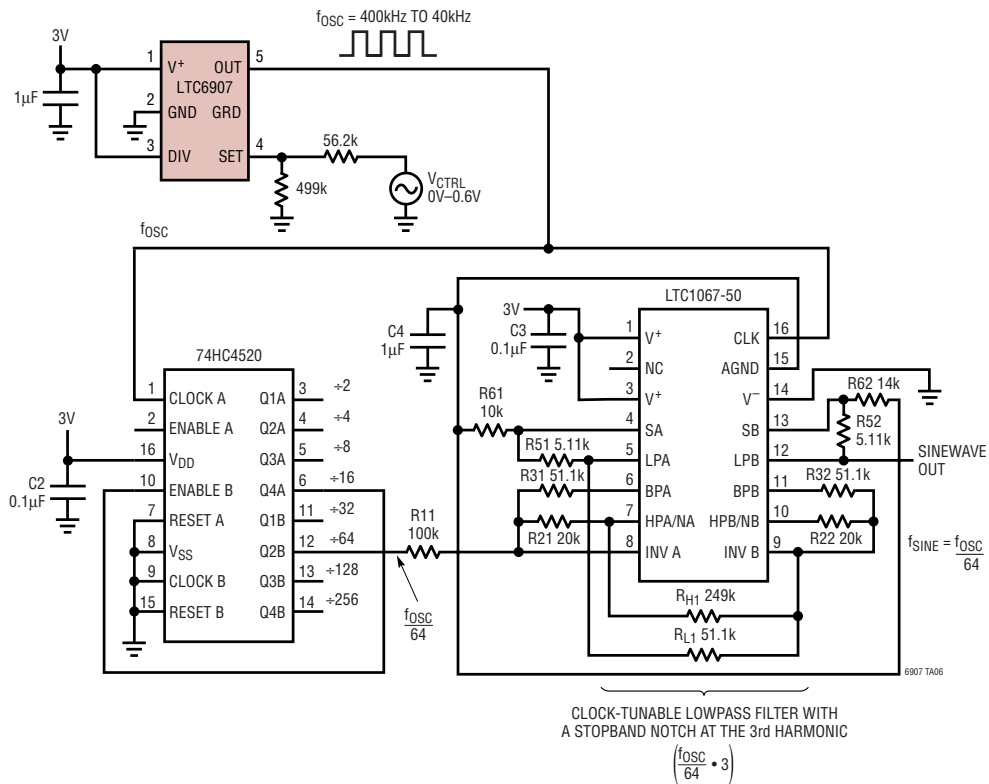 fOSC = 400kHz TO 40kHz
3V
1µF
1
V+
OUT
5
LTC6907
2
GND
GRD
3
DIV
SET
4
56.2k
499k
VCTRL
0V–0.6V
fOSC
74HC4520
3V
C2
0.1µF
1
CLOCK A
Q1A
3
÷2
2
ENABLE A
Q2A
4
÷4
16
VDD
Q3A
5
÷8
10
ENABLE B
Q4A
6
÷16
7
RESET A
Q1B
11
÷32
8
VSS
Q2B
12
÷64
9
CLOCK B
Q3B
13
÷128
15
RESET B
Q4B
14
÷256
R11
100k
fOSC
64
C4
1µF
3V
C3
0.1µF
LTC1067-50
1
V+
CLK
16
2
NC
AGND
15
3
V+
V–
14
4
SA
SB
13
5
LPA
LPB
12
6
BPA
BPB
11
7
HPA/NA
HPB/NB
10
8
INV A
INV B
9
R61
10k
R51 5.11k
R31 51.1k
R21 20k
R62 14k
R52
5.11k
SINEWAVE
OUT
R32 51.1k
R22 20k
fSINE = fOSC
64
RH1 249k
RL1 51.1k
6907 TA06
CLOCK-TUNABLE LOWPASS FILTER WITH
A STOPBAND NOTCH AT THE 3rd HARMONIC
(fOSC
64 • 3)